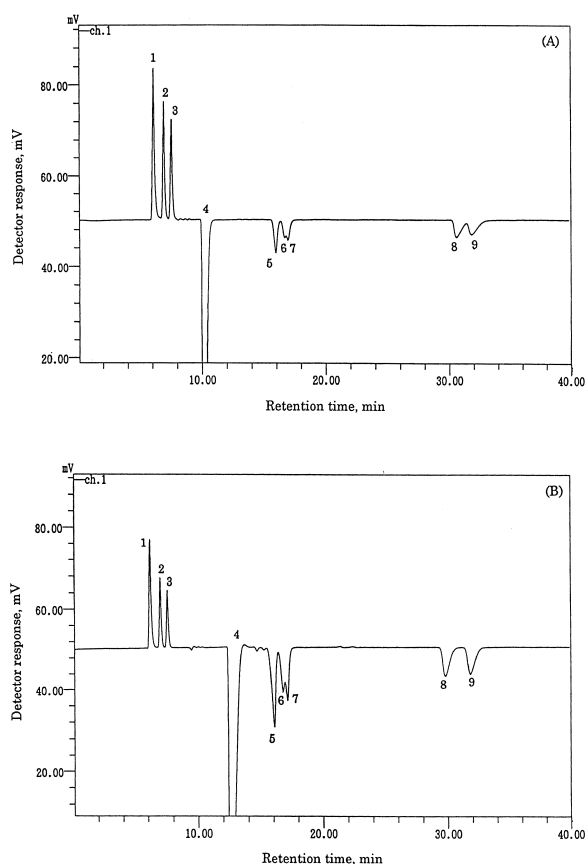 mV
ch.1
(A)
1
2
3
80.00
60.00
4
40.00
5
6 7
8
9
20.00
10.00 20.00 30.00 40.00
Detector response, mV
Retention time, min
mV
ch.1
(B)
80.00
1
2
3
60.00
4
40.00
5
6
7
8
9
20.00
10.00 20.00 30.00 40.00
Detector response, mV
Retention time, min